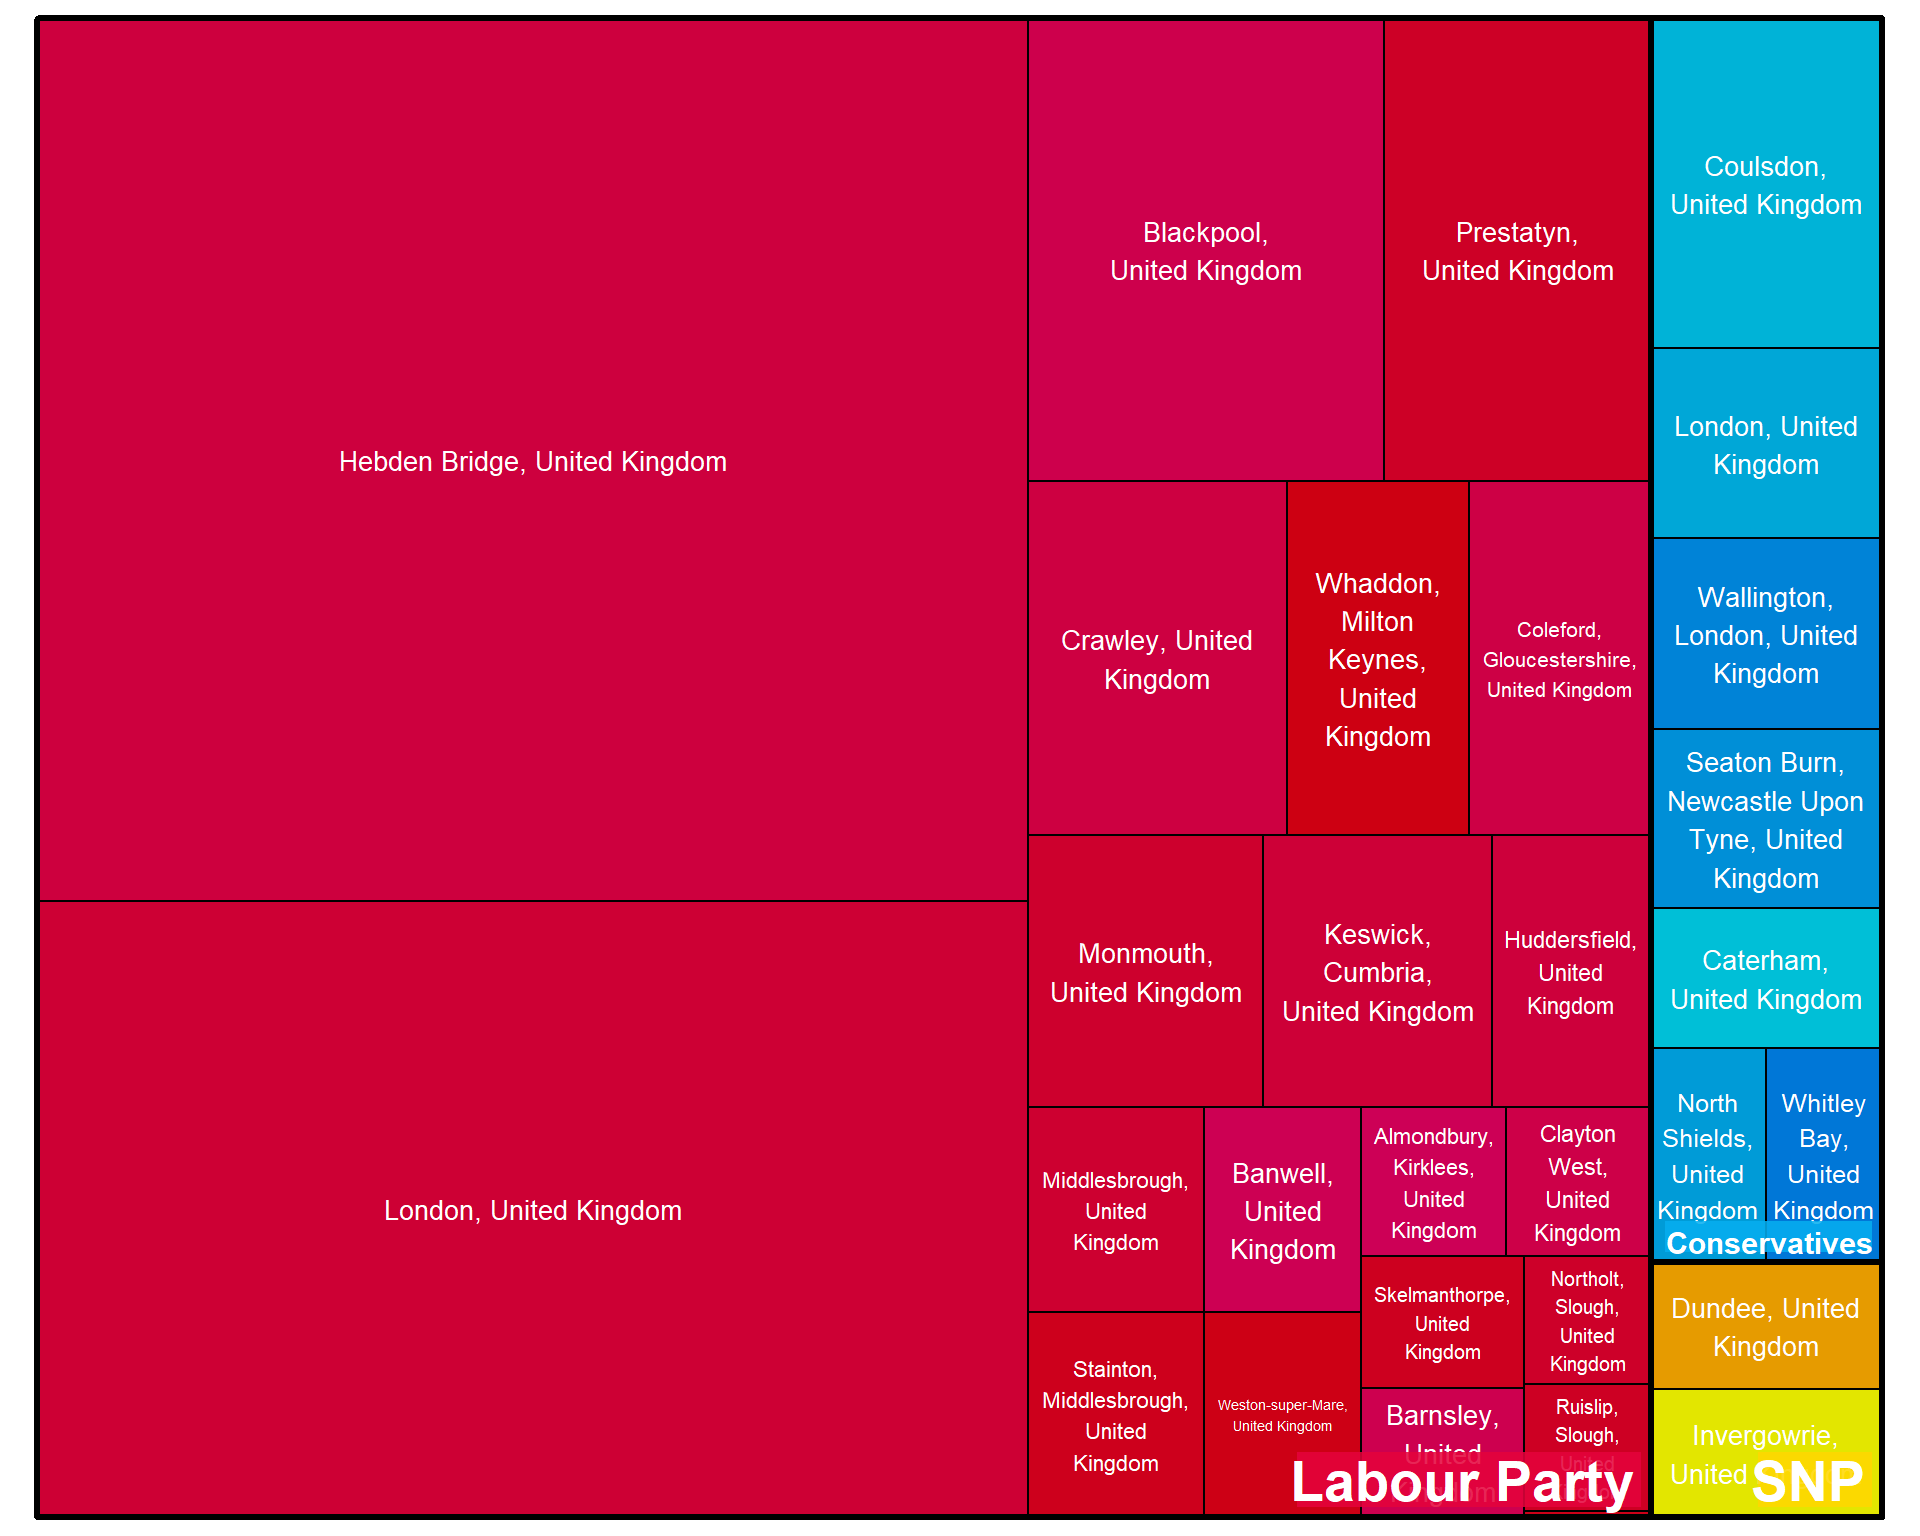 Hebden Bridge, United Kingdom
London, United Kingdom
Blackpool,
United Kingdom
Prestatyn,
United Kingdom
Crawley, United
Kingdom
Whaddon,
Milton
Keynes,
United
Kingdom
Coleford,
Gloucestershire,
United Kingdom
Monmouth,
United Kingdom
Keswick,
Cumbria,
United Kingdom
Huddersfield,
United
Kingdom
Middlesbrough,
United
Kingdom
Banwell,
United
Kingdom
Almondbury,
Kirklees,
United
Kingdom
Clayton
West,
United
Kingdom
Stainton,
Middlesbrough,
United
Kingdom
Weston-super-Mare,
United Kingdom
Skelmanthorpe,
United
Kingdom
Northolt,
Slough,
United
Kingdom
Barnsley,
United
Kingdom
Ruislip,
Slough,
United
Labour Party
Coulsdon,
United Kingdom
London, United
Kingdom
Wallington,
London, United
Kingdom
Seaton Burn,
Newcastle Upon
Tyne, United
Kingdom
Caterham,
United Kingdom
North
Shields,
United
Kingdom
Whitley
Bay,
United
Kingdom
Conservatives
Dundee, United
Kingdom
Invergowrie,
United
SNP